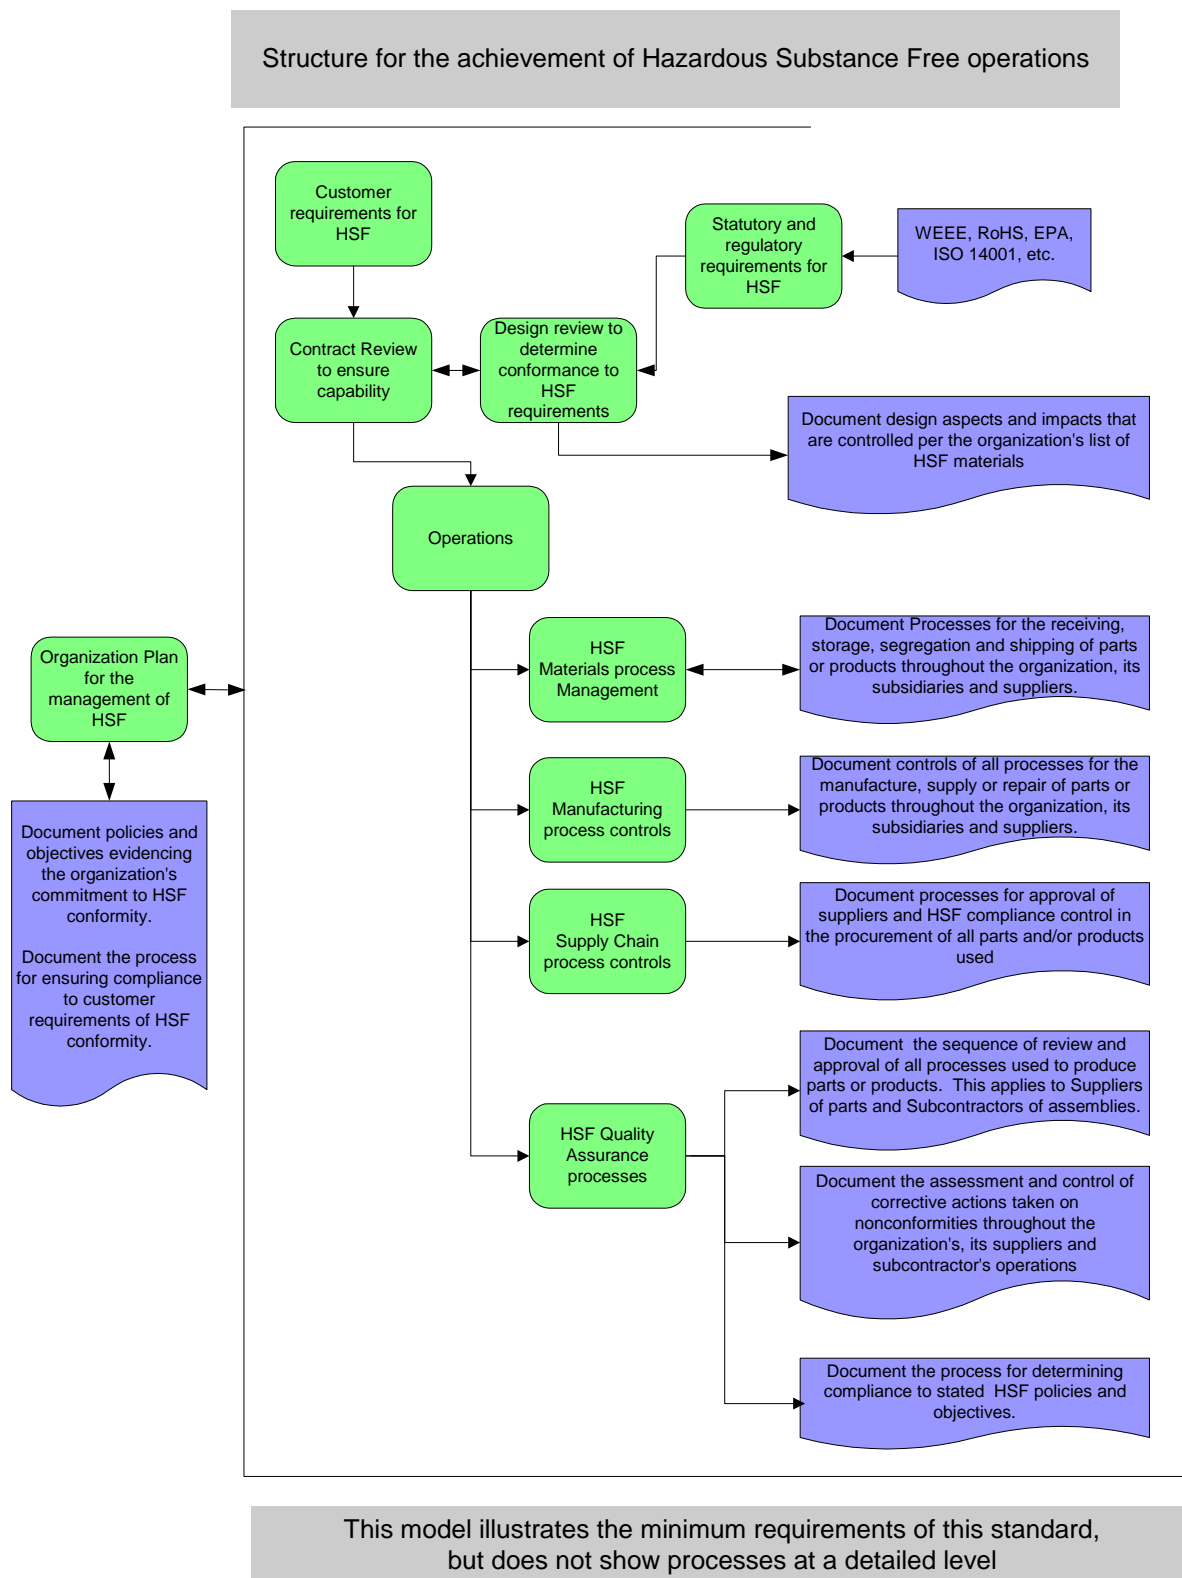 Structure for the achievement of Hazardous Substance Free operations
Customer
requirements for
HSF
Statutory and
regulatory
requirements for
HSF
WEEE, RoHS, EPA,
ISO 14001, etc.
Contract Review
to ensure
capability
Design review to
determine
conformance to
HSF
requirements
Document design aspects and impacts that
are controlled per the organization's list of
HSF materials
Operations
Organization Plan
for the
management of
HSF
HSF
Materials process
Management
Document Processes for the receiving,
storage, segregation and shipping of parts
or products throughout the organization, its
subsidiaries and suppliers.
HSF
Manufacturing
process controls
Document controls of all processes for the
manufacture, supply or repair of parts or
products throughout the organization, its
subsidiaries and suppliers.
Document policies and
objectives evidencing
the organization's
commitment to HSF
conformity.
Document the process
for ensuring compliance
to customer
requirements of HSF
conformity.
HSF
Supply Chain
process controls
Document processes for approval of
suppliers and HSF compliance control in
the procurement of all parts and/or products
used
HSF Quality
Assurance
processes
Document  the sequence of review and
approval of all processes used to produce
parts or products.  This applies to Suppliers
of parts and Subcontractors of assemblies.
Document the assessment and control of
corrective actions taken on
nonconformities throughout the
organization's, its suppliers and
subcontractor's operations
Document the process for determining
compliance to stated  HSF policies and
objectives.
This model illustrates the minimum requirements of this standard,
but does not show processes at a detailed level